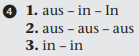 4 1. aus – in – In
2. aus – aus – aus
3. in – in